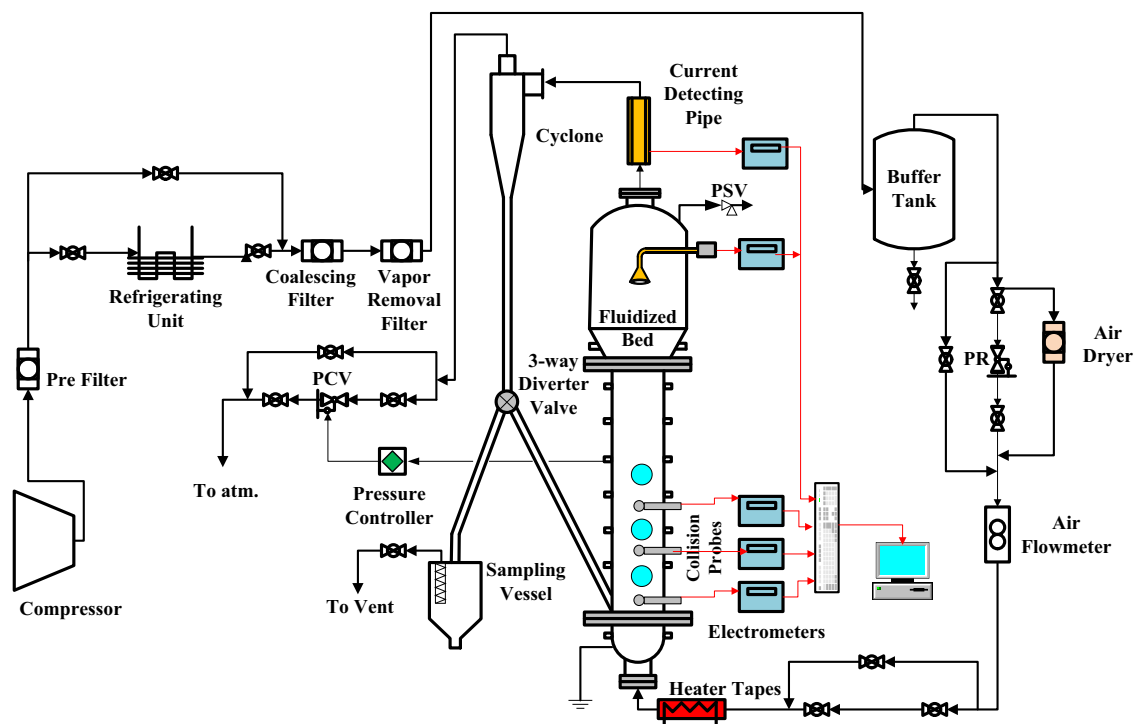 Current
Detecting
Pipe
Cyclone
PSV
Buffer
Tank
Coalescing
Filter
Vapor
Removal
Filter
Refrigerating
Unit
Fluidized
Bed
3-way
Diverter
Valve
Pre Filter
PCV
PR
Air
Dryer
To atm.
Pressure
Controller
Collision
Probes
Air
Flowmeter
Compressor
To Vent
Sampling
Vessel
Electrometers
Heater Tapes